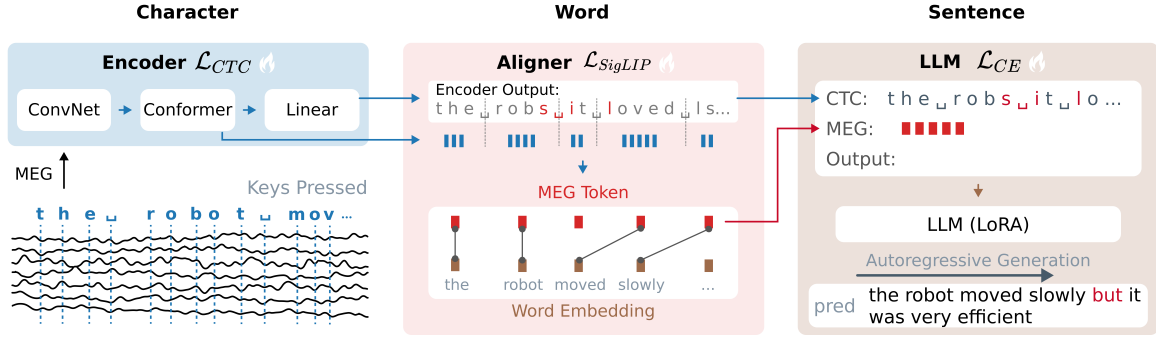 Character
Word
Sentence
Encoder ℒCTC
ConvNet
Conformer
Linear
MEG
Keys Pressed
t h e ␣ r o b o t ␣ m o v ...
Aligner ℒSigLIP
Encoder Output:
t h e ␣ r o b s ␣ i t ␣ l o v e d ␣ l s...
MEG Token
the robot moved slowly ...
Word Embedding
LLM ℒCE
CTC: t h e ␣ r o b s ␣ i t ␣ l o ...
MEG:
Output:
LLM (LoRA)
Autoregressive Generation
pred the robot moved slowly but it
was very efficient